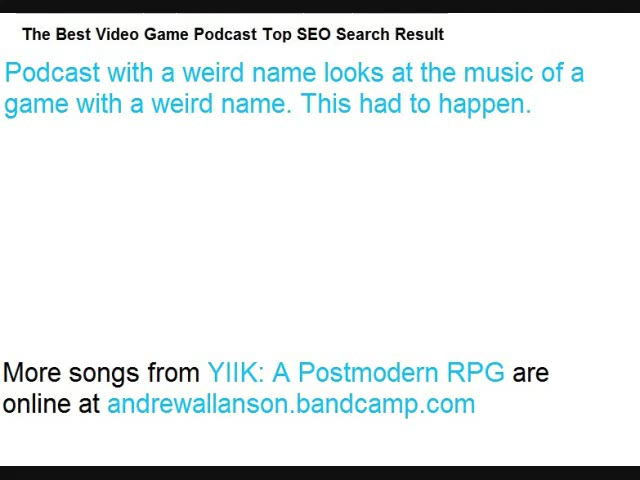 The Best Video Game Podcast Top SEO Search Result
Podcast with a weird name looks at the music of a
game with a weird name. This had to happen.
More songs from YIIK: A Postmodern RPG are
online at andrewallanson.bandcamp.com